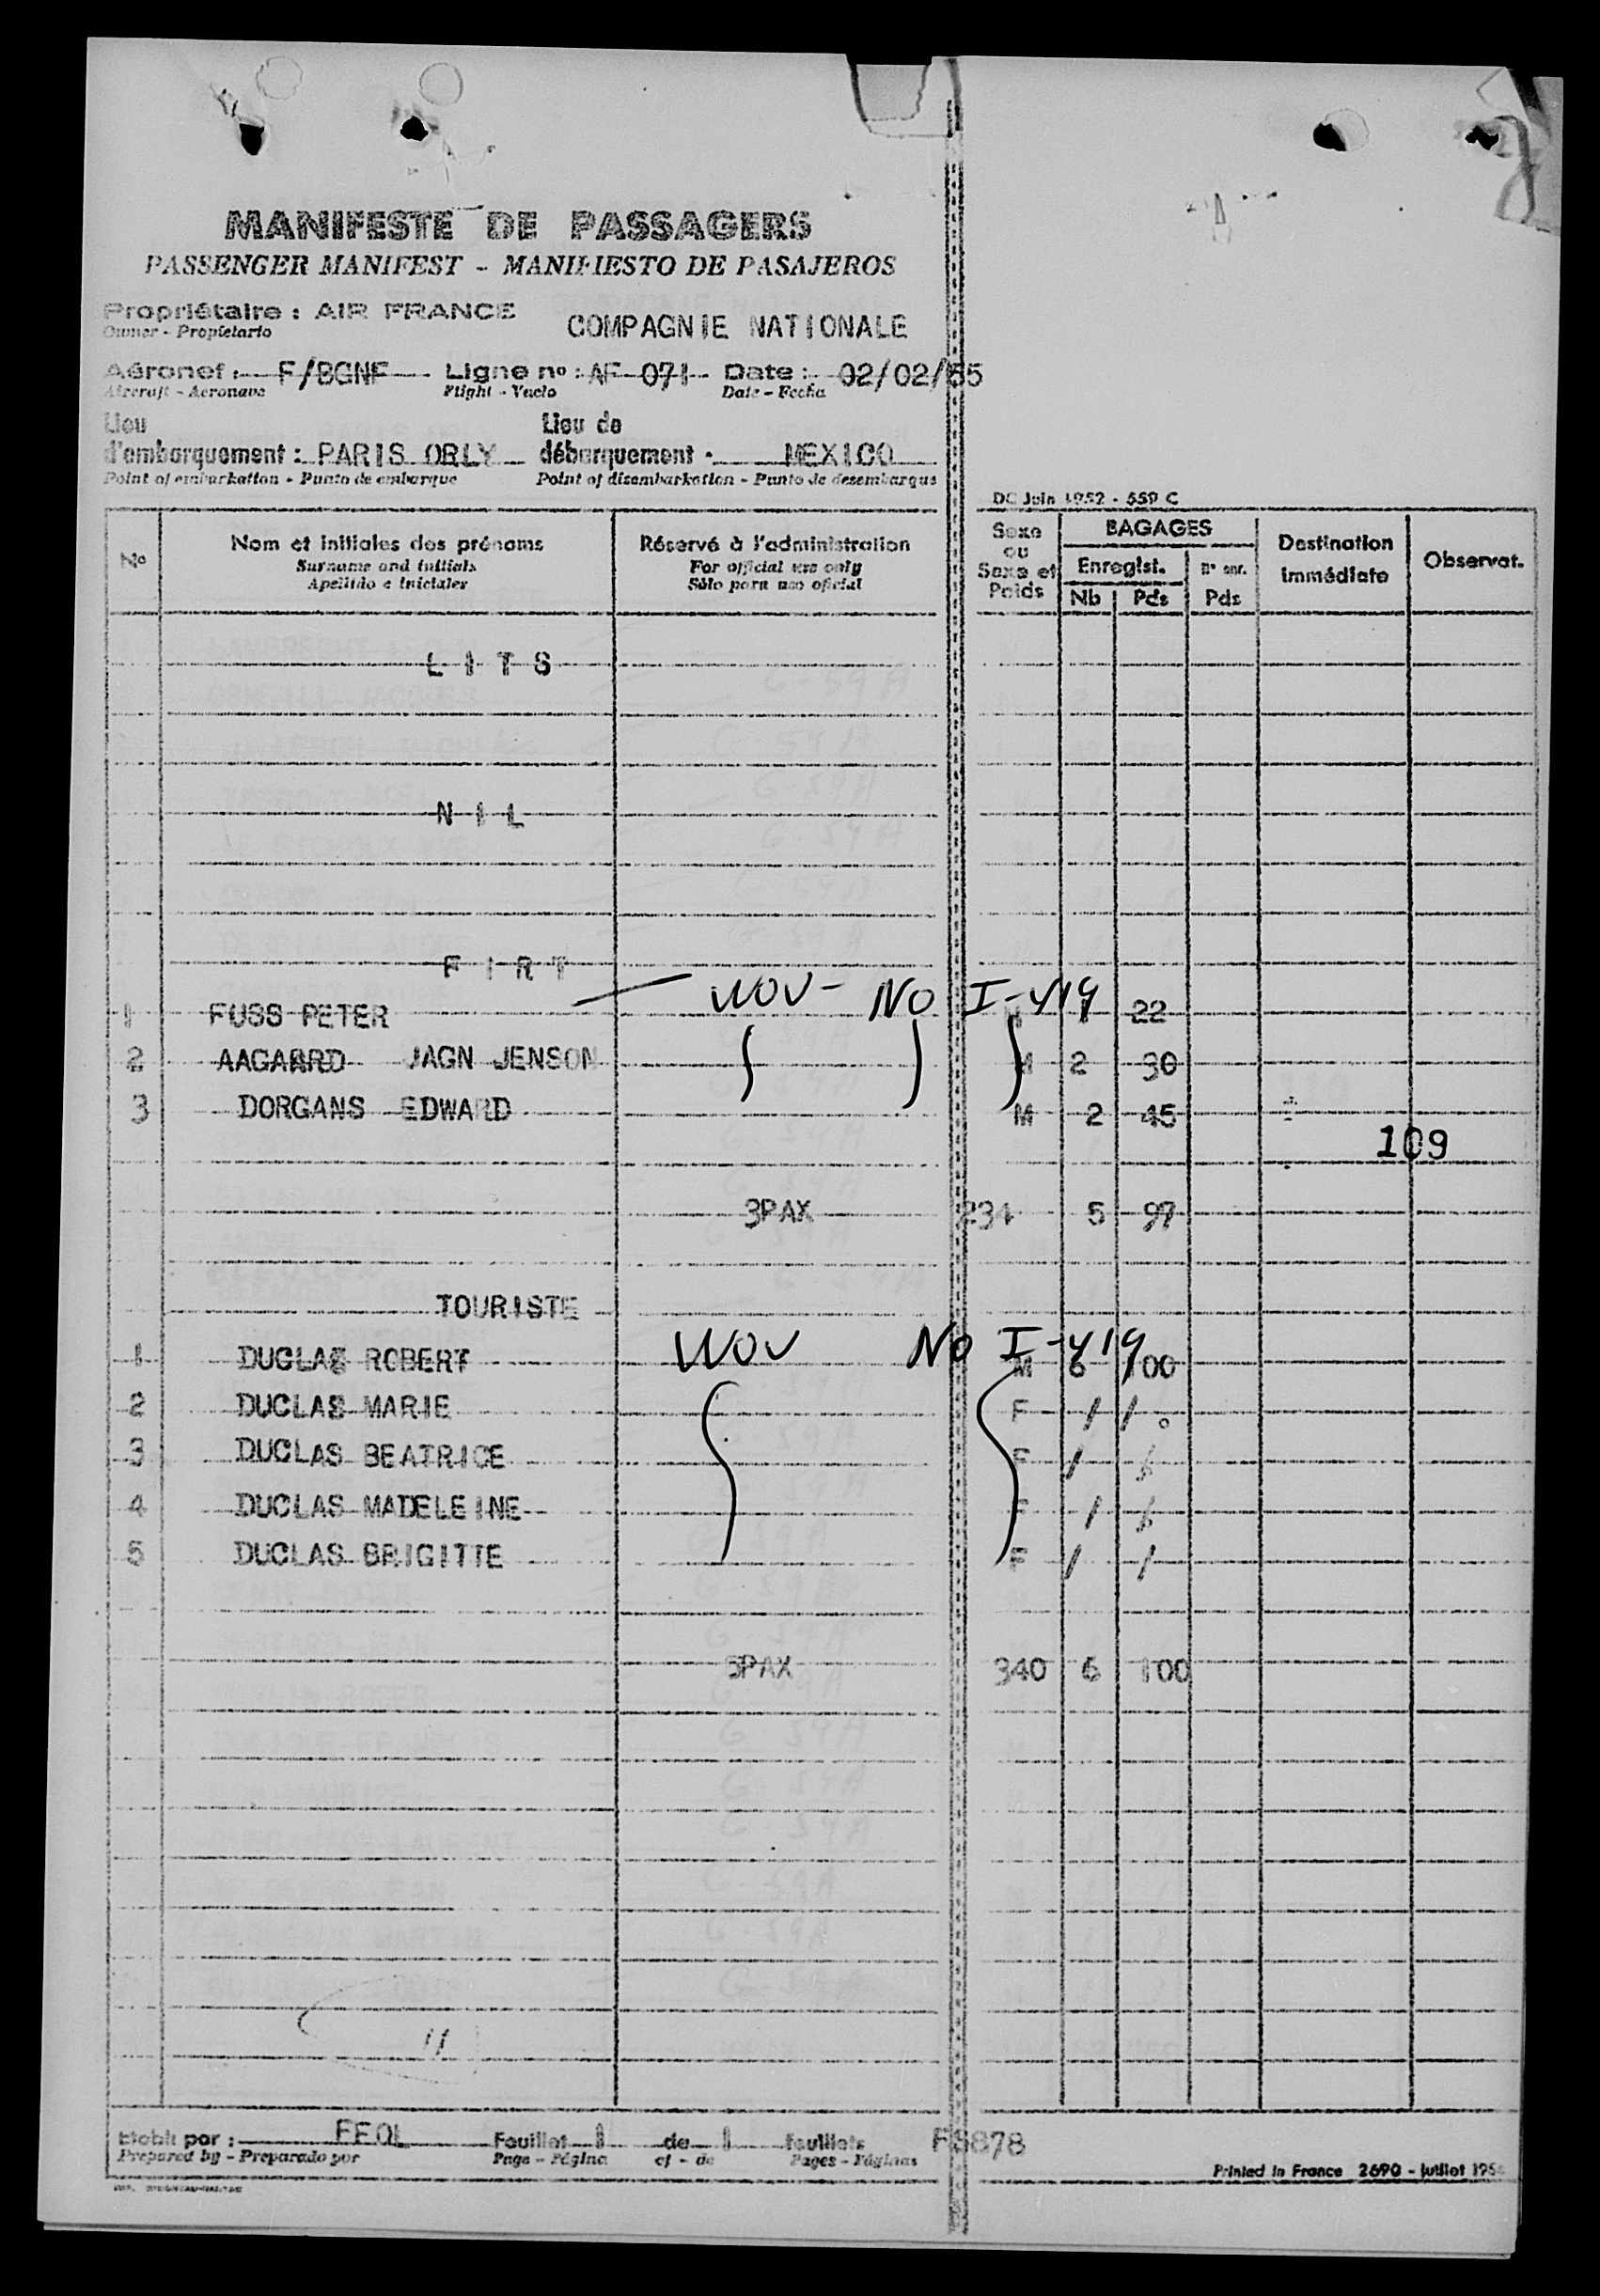 MANIFESTE DE PASSAGERS
PASSENGER MANIFEST - MANIFIESTO DE PASAJEROS
Propriétaire : AIR FRANCE COMPAGNIE NATIONALE
Owner - Propietario
Aéronef : F/BGNF Ligne no : AF 071 Date : 02/02/55
Aircraft - Aeronave Flight - Vuelo Date - Fecha
Lieu Lieu de
d'embarquement : PARIS ORLY débarquement : MEXICO
Point of embarkation - Punto de embarque Point of disembarkation - Punto de desembarque
DC Juin 1952 - 559 C
No Nom et initiales des prénoms Réservé à l'administration Sexe ou Sexe et Poids BAGAGES Destination immédiate Observat.
Surname and initials For official use only Enregist.
Apellido e iniciales Sólo para uso oficial Nb Pds Pds
L I T S
N I L
F I R T
WOV - NO I-419
1 FUSS PETER 22
2 AAGAARD JAGN JENSON M 2 30
3 DORGANS EDWARD M 2 45
109
3PAX 234 5 97
TOURISTE
WOV NO I-419
1 DUCLAS ROBERT M 6 100
2 DUCLAS MARIE F / /
3 DUCLAS BEATRICE F / /
4 DUCLAS MADELEINE F / /
5 DUCLAS BRIGITTE F / /
5PAX 340 6 100
Etabli par : FEOL Feuillet 1 de 1 feuillets FS878
Prepared by - Preparado por Page - Página of - de Pages - Páginas
Printed in France 2690 - Juillet 195